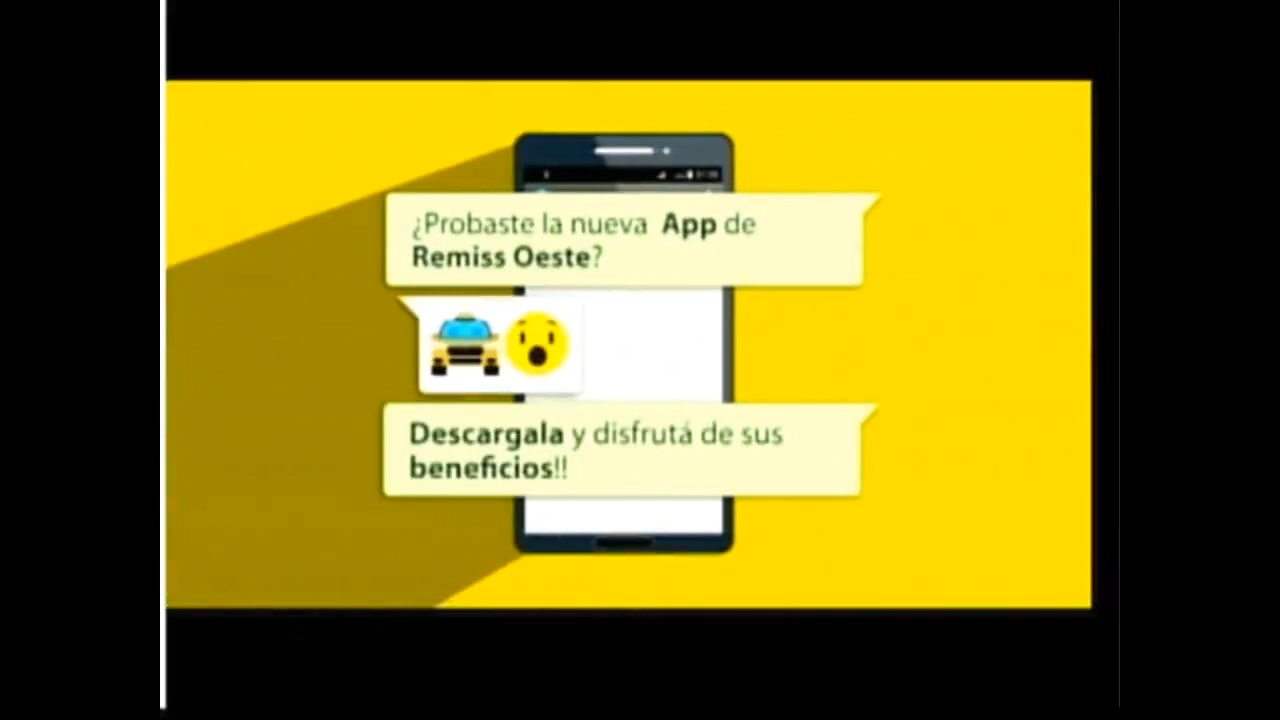 ¿Probaste la nueva App de
Remiss Oeste?
Descargala y disfrutá de sus
beneficios!!